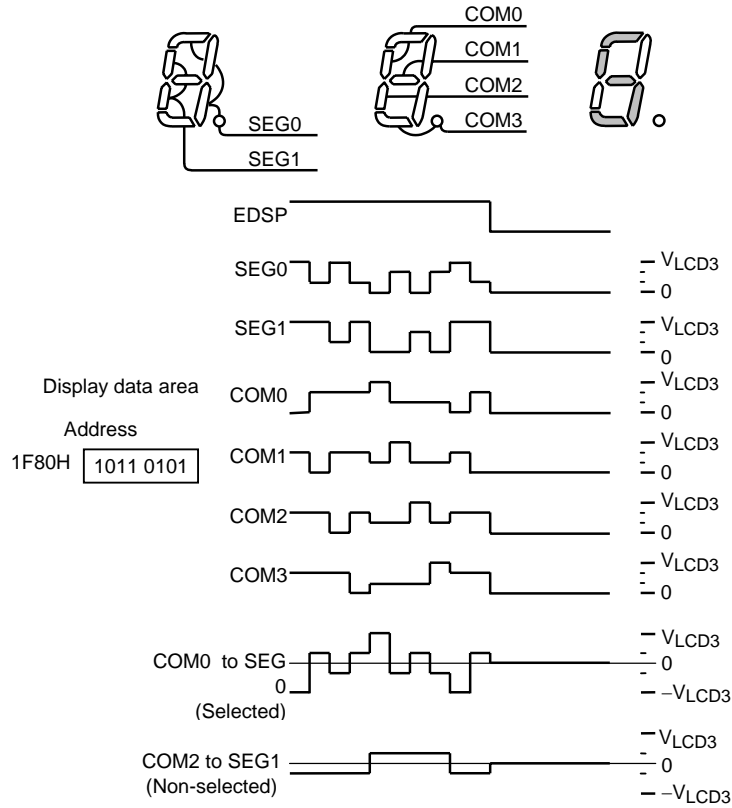 COM0
COM1
COM2
COM3
SEG0
SEG1
EDSP
SEG0
VLCD3
0
SEG1
VLCD3
0
Display data area
Address
1F80H 1011 0101
COM0
VLCD3
0
COM1
VLCD3
0
COM2
VLCD3
0
COM3
VLCD3
0
COM0 to SEG
0
(Selected)
VLCD3
0
−VLCD3
COM2 to SEG1
(Non-selected)
VLCD3
0
−VLCD3